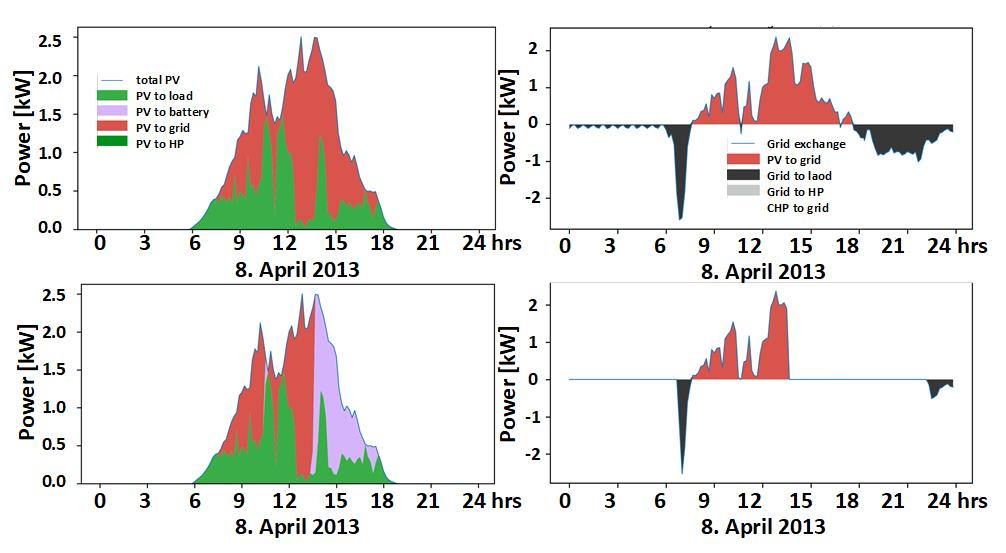 Power [kW]
2.5
2.0
1.5
1.0
0.5
0.0
total PV
PV to load
PV to battery
PV to grid
PV to HP
0 3 6 9 12 15 18 21 24 hrs
8. April 2013
Power [kW]
2
1
0
-1
-2
Grid exchange
PV to grid
Grid to laod
Grid to HP
CHP to grid
0 3 6 9 12 15 18 21 24 hrs
8. April 2013
Power [kW]
2.5
2.0
1.5
1.0
0.5
0.0
0 3 6 9 12 15 18 21 24 hrs
8. April 2013
Power [kW]
2
1
0
-1
-2
0 3 6 9 12 15 18 21 24 hrs
8. April 2013